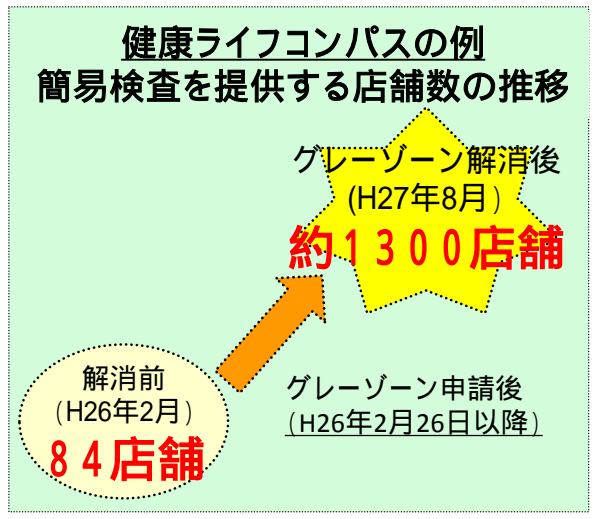 健康ライフコンパスの例
簡易検査を提供する店舗数の推移
グレーゾーン解消後
(H27年8月)
約１３００店舗
解消前
(H26年2月)
８４店舗
グレーゾーン申請後
(H26年2月26日以降)